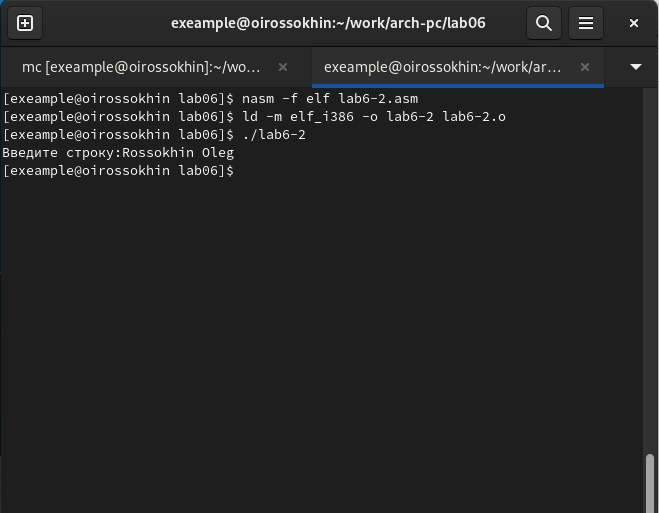 exeample@oirossokhin:~/work/arch-pc/lab06
mc [exeample@oirossokhin]:~/wo...
exeample@oirossokhin:~/work/ar...
[exeample@oirossokhin lab06]$ nasm -f elf lab6-2.asm
[exeample@oirossokhin lab06]$ ld -m elf_i386 -o lab6-2 lab6-2.o
[exeample@oirossokhin lab06]$ ./lab6-2
Введите строку:Rossokhin Oleg
[exeample@oirossokhin lab06]$